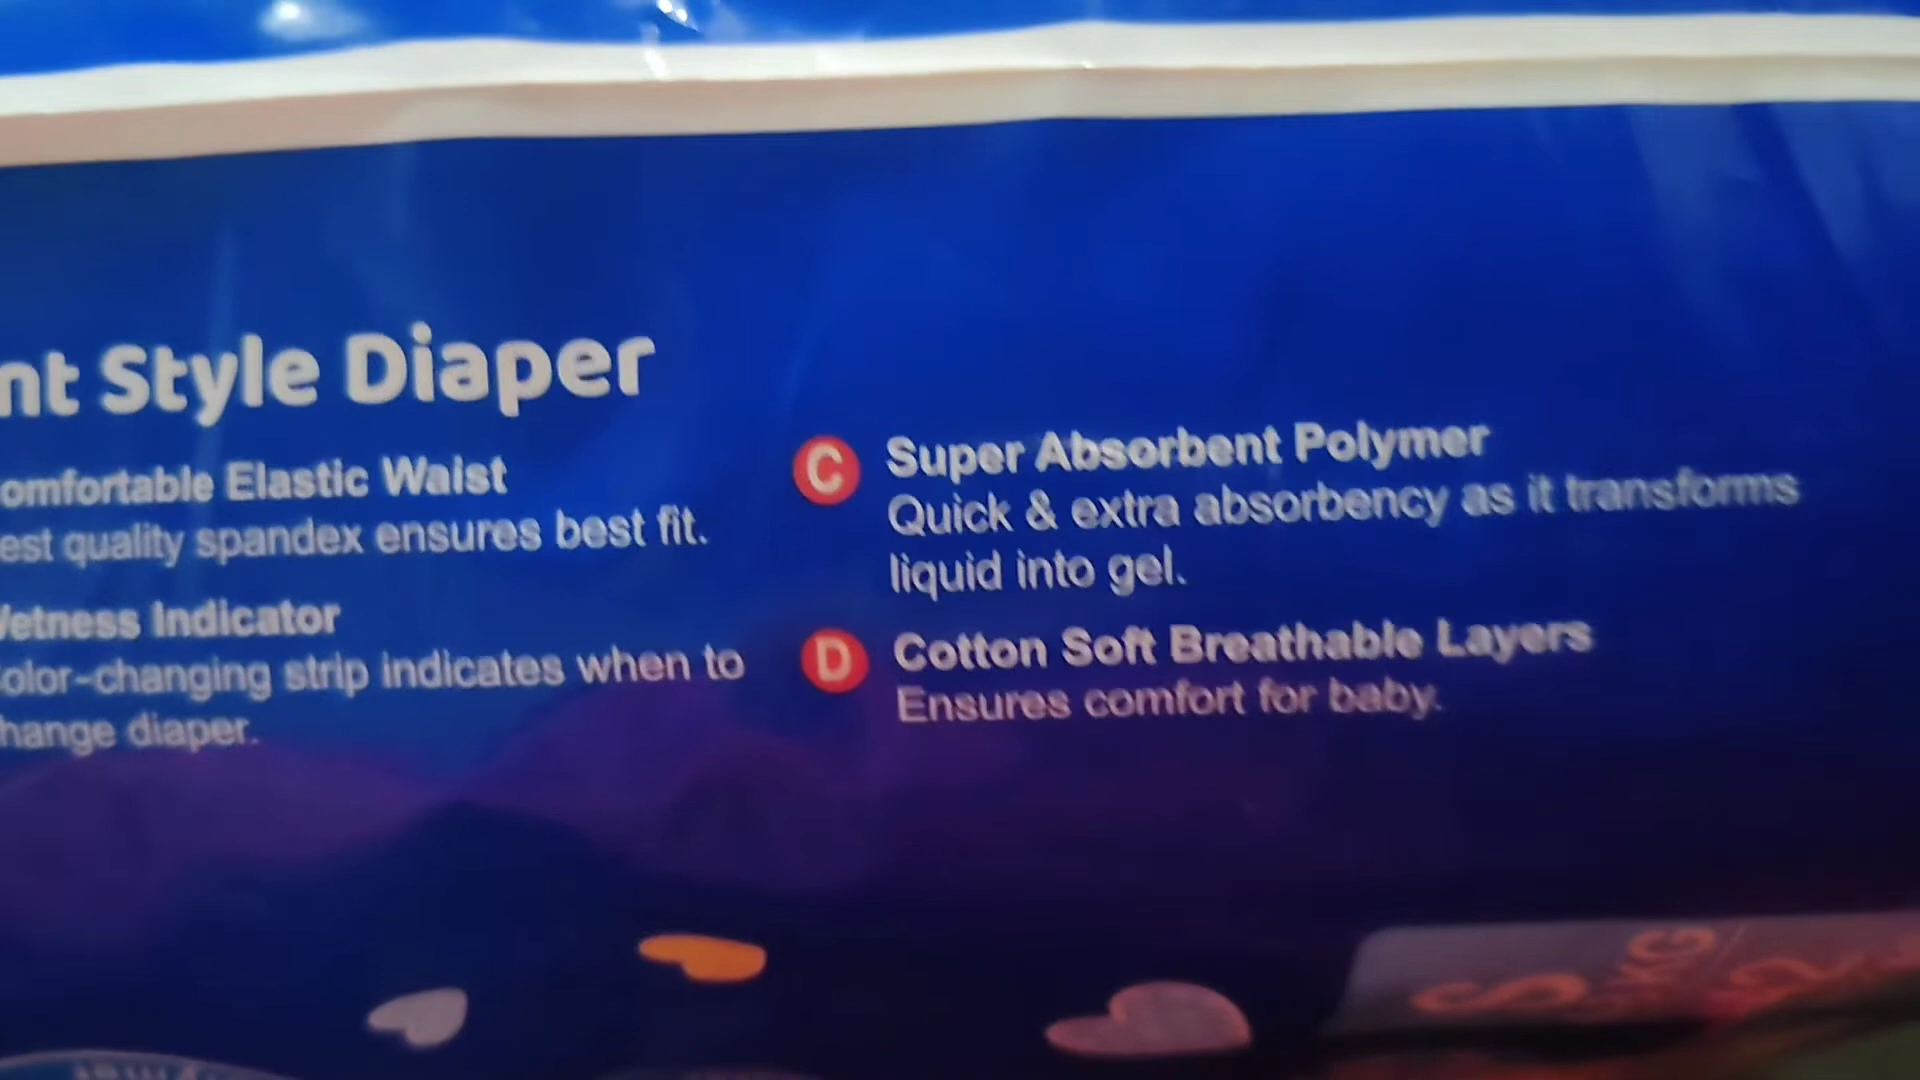 nt Style Diaper
omfortable Elastic Waist
est quality spandex ensures best fit.
etness Indicator
olor-changing strip indicates when to
hange diaper.
C Super Absorbent Polymer
Quick & extra absorbency as it transforms
liquid into gel.
D Cotton Soft Breathable Layers
Ensures comfort for baby.
S
KG